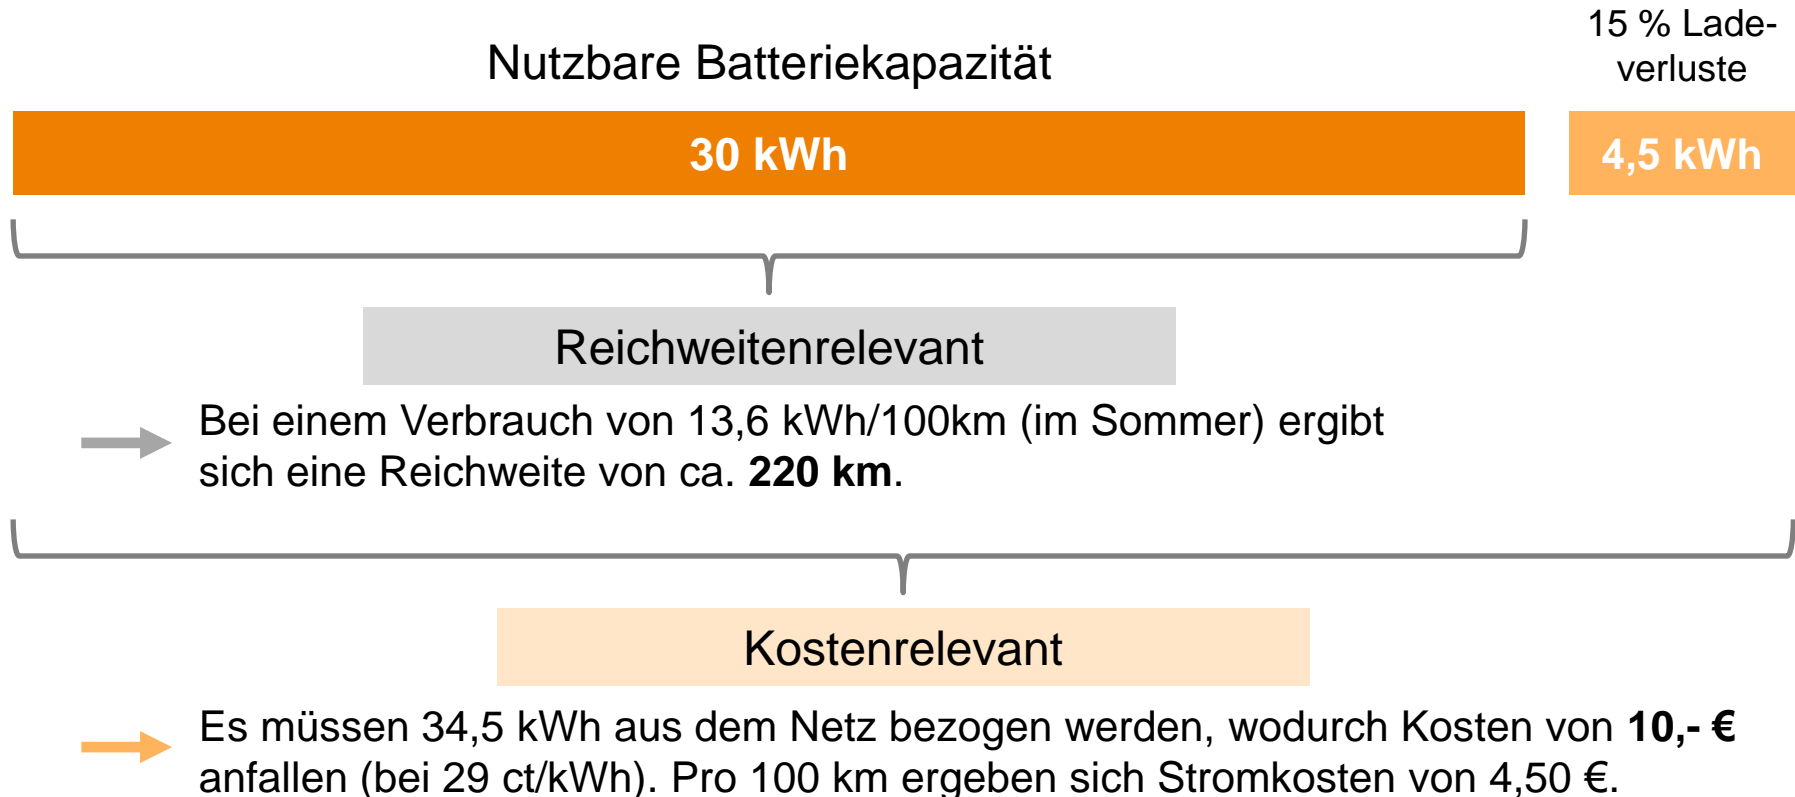 15 % Lade-
verluste
Nutzbare Batteriekapazität
30 kWh
4,5 kWh
Reichweitenrelevant
Bei einem Verbrauch von 13,6 kWh/100km (im Sommer) ergibt
sich eine Reichweite von ca. 220 km.
Kostenrelevant
Es müssen 34,5 kWh aus dem Netz bezogen werden, wodurch Kosten von 10,- €
anfallen (bei 29 ct/kWh). Pro 100 km ergeben sich Stromkosten von 4,50 €.